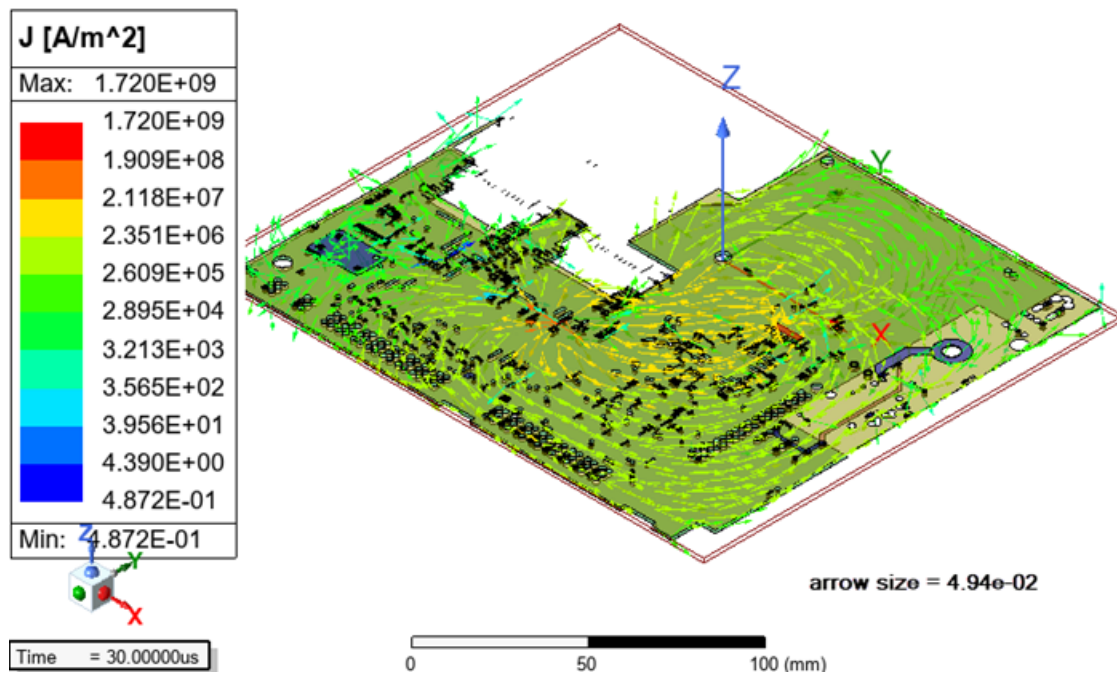 J [A/m^2]
Max: 1.720E+09
1.720E+09
1.909E+08
2.118E+07
2.351E+06
2.609E+05
2.895E+04
3.213E+03
3.565E+02
3.956E+01
4.390E+00
4.872E-01
Min: 4.872E-01
Z
Y
X
Z
Y
X
arrow size = 4.94e-02
Time = 30.00000us
0 50 100 (mm)